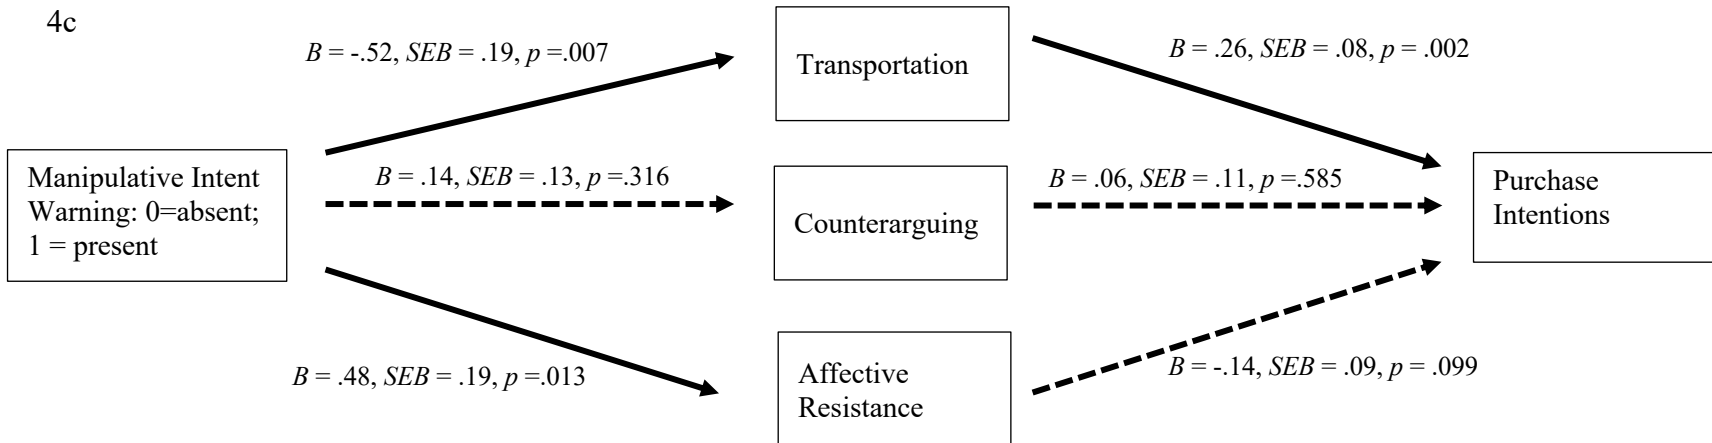 4c
B = -.52, SEB = .19, p =.007
B = .26, SEB = .08, p = .002
Transportation
Manipulative Intent
Warning: 0=absent;
1 = present
B = .14, SEB = .13, p =.316
B = .06, SEB = .11, p =.585
Counterarguing
Purchase
Intentions
B = .48, SEB = .19, p =.013
B = -.14, SEB = .09, p = .099
Affective
Resistance